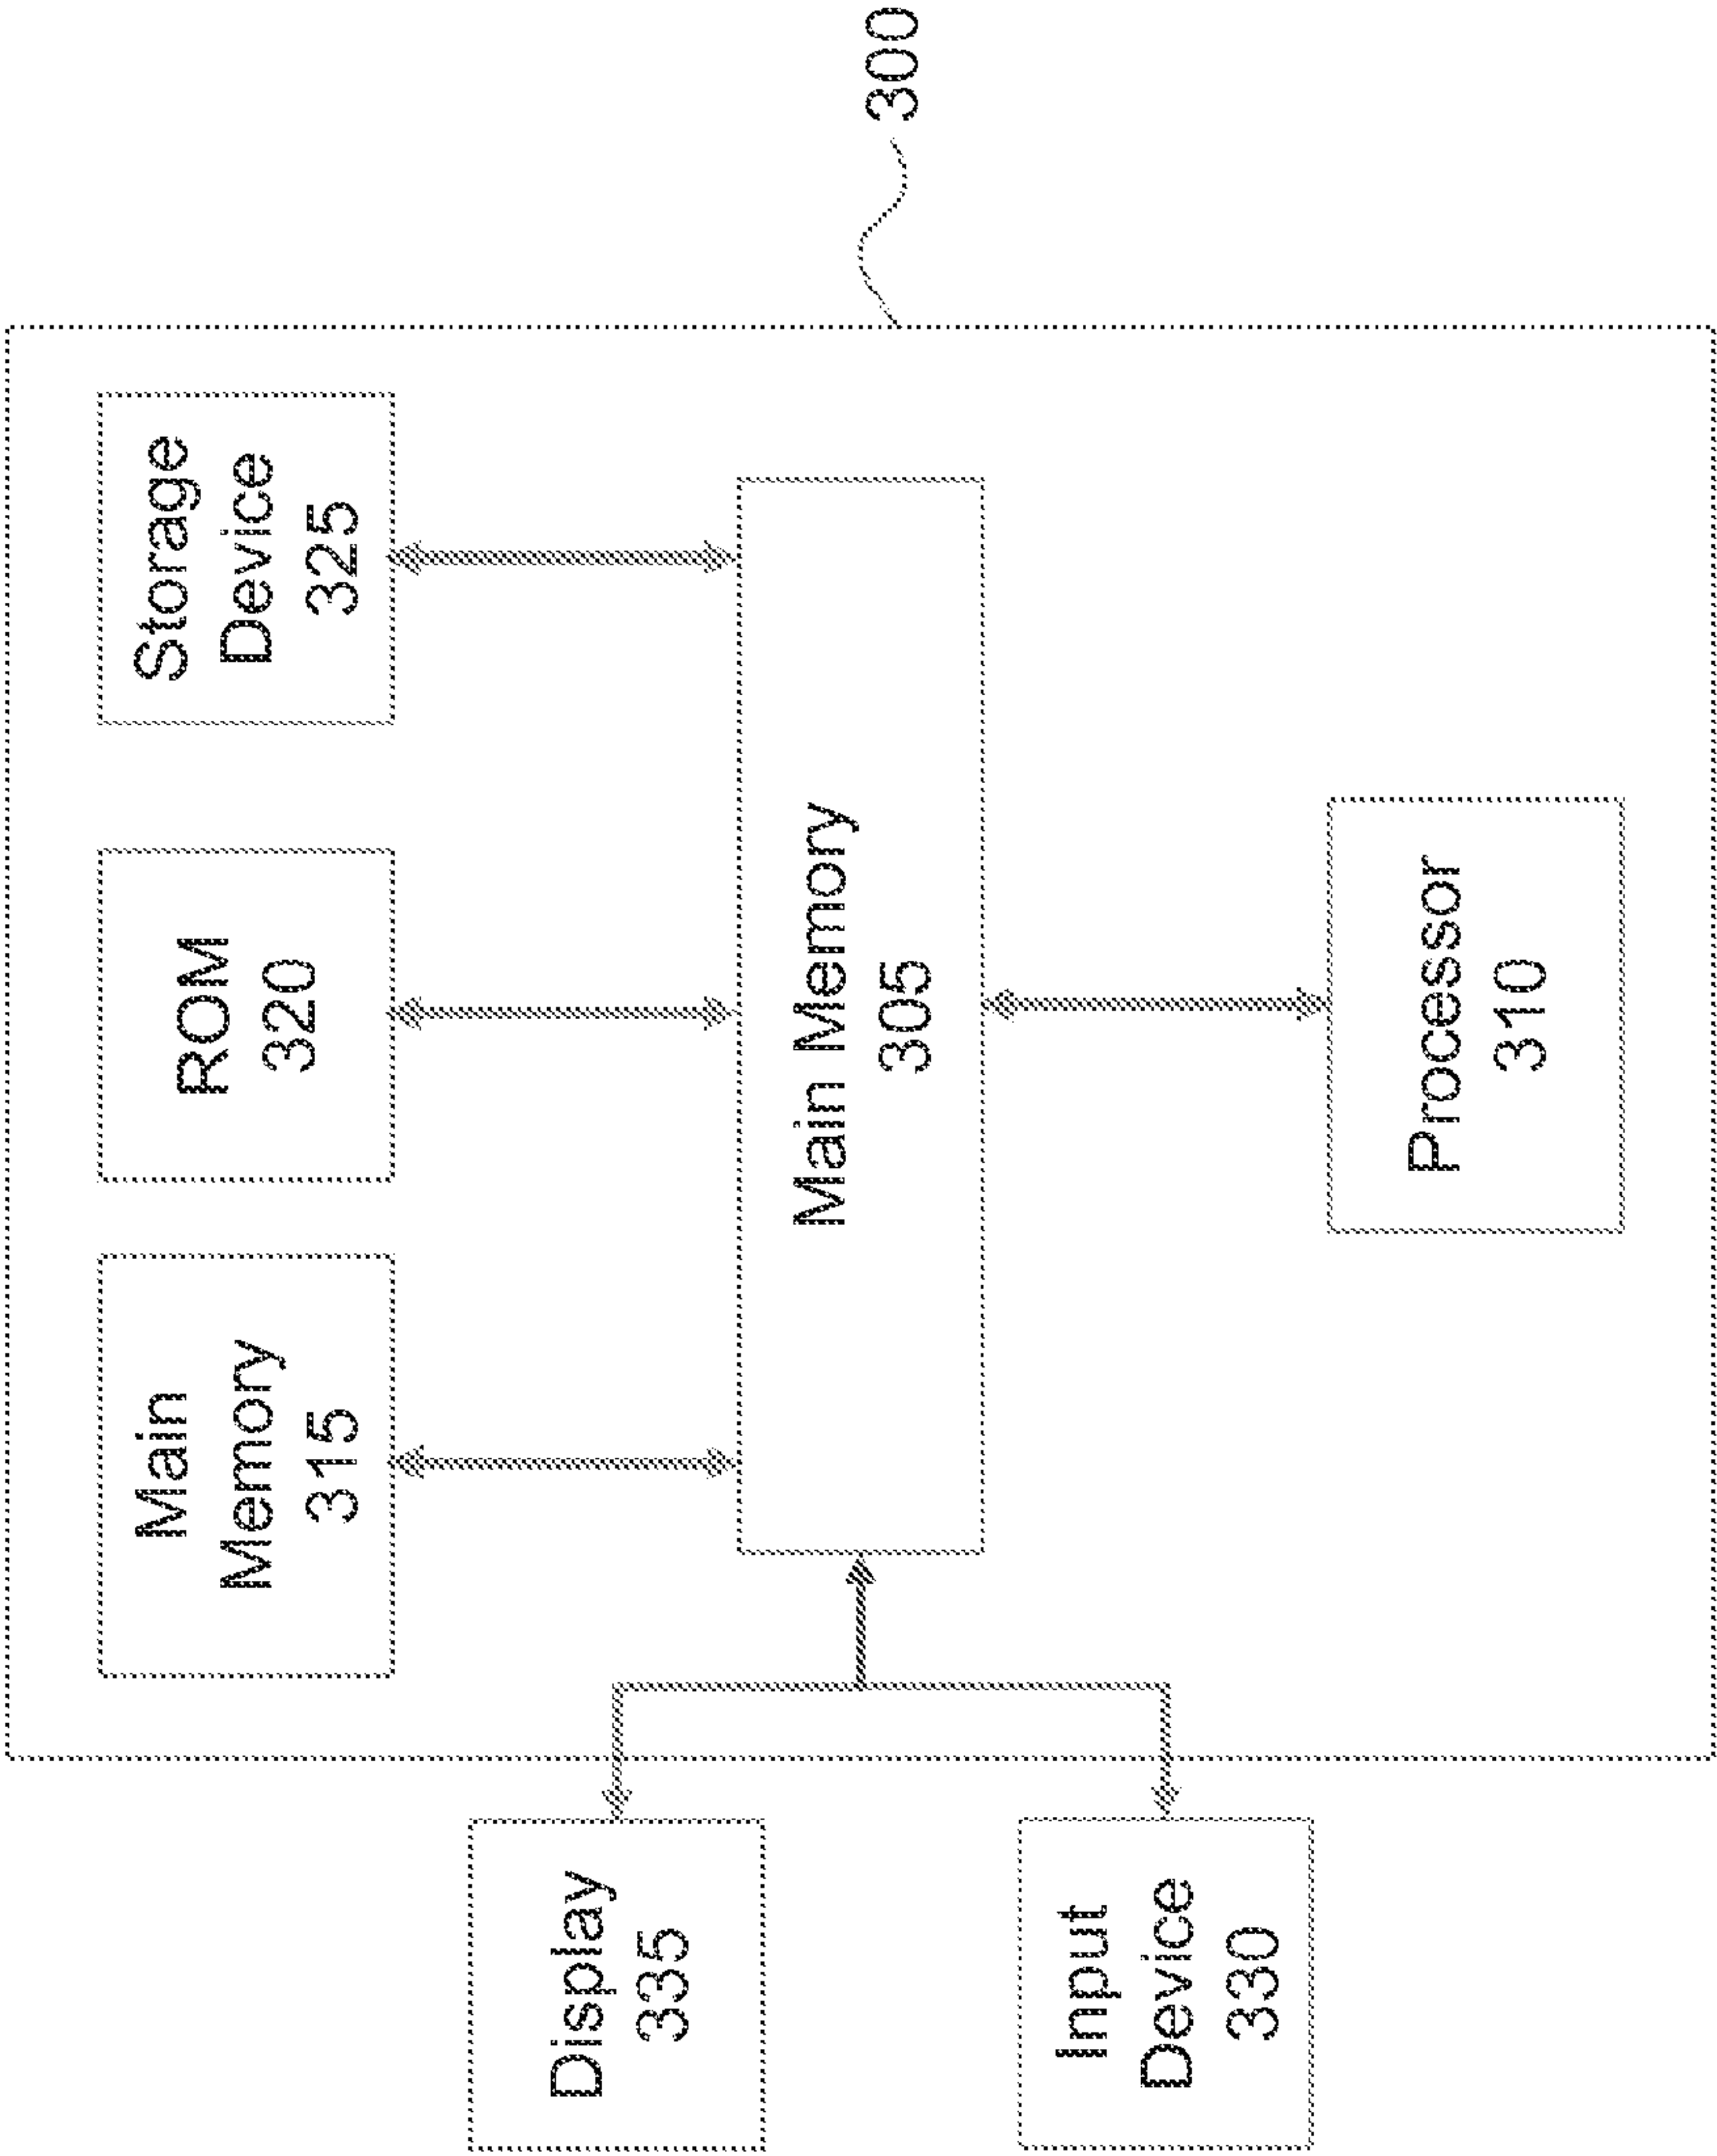 Main
Memory
315
ROM
320
Storage
Device
325
Display
335
Main Memory
305
300
Input
Device
330
Processor
310